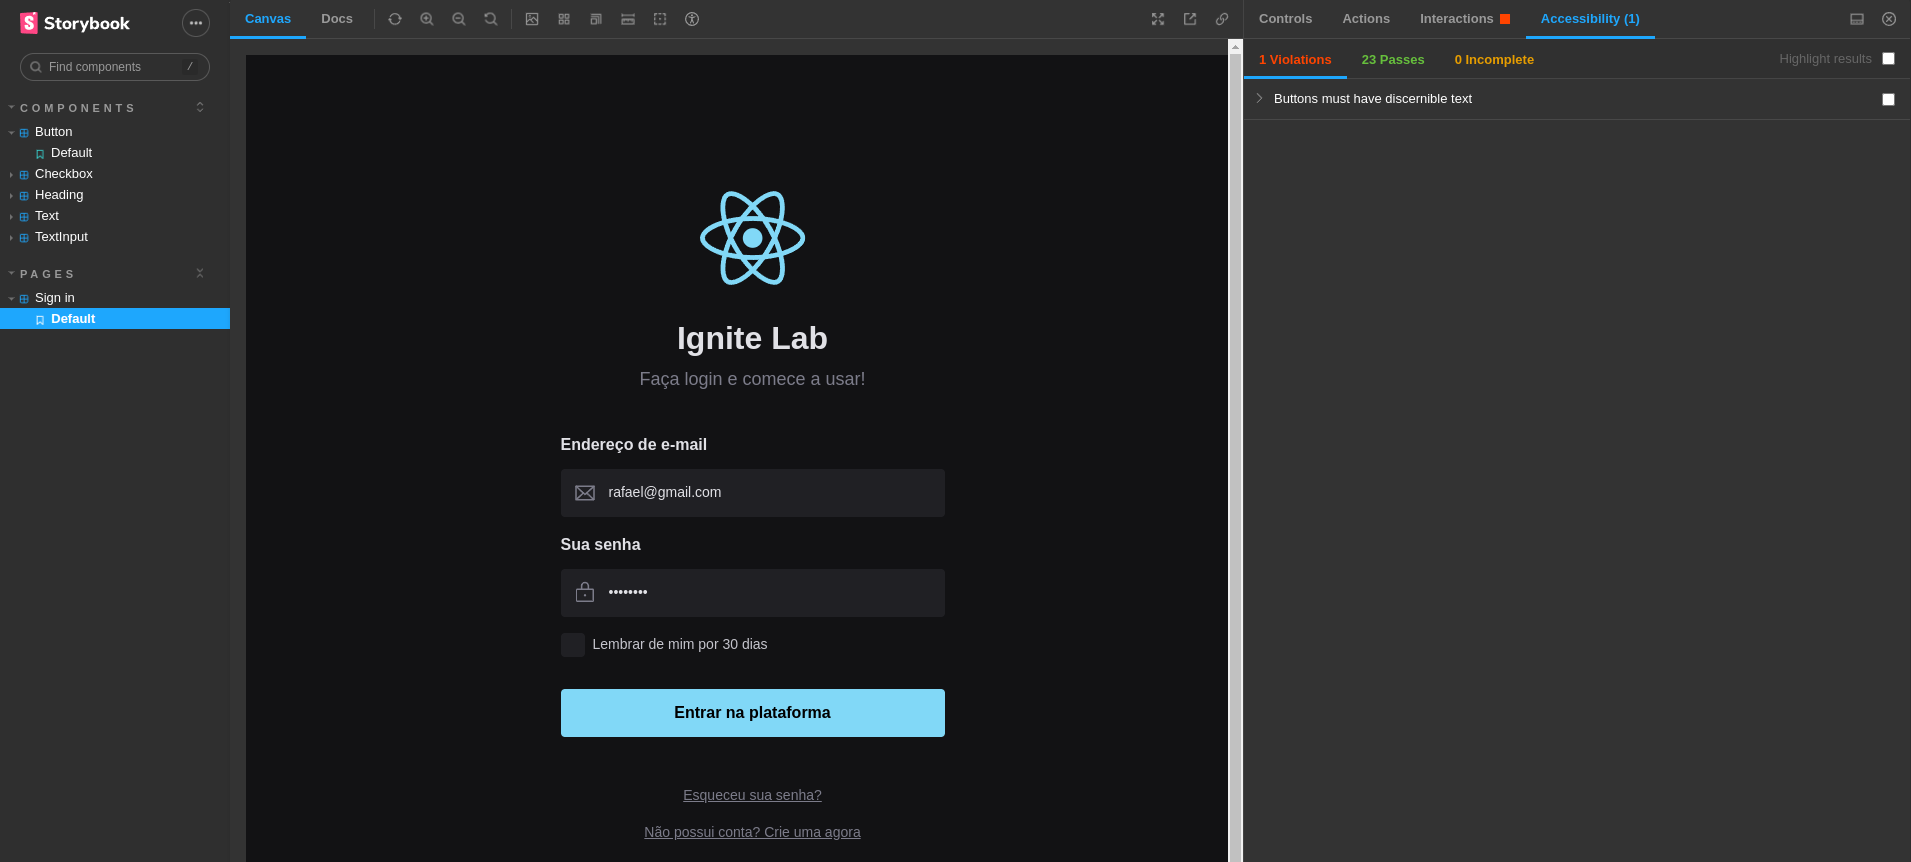 Storybook
Find components /
COMPONENTS
Button
Default
Checkbox
Heading
Text
TextInput
PAGES
Sign in
Default
Canvas Docs
Ignite Lab
Faça login e comece a usar!
Endereço de e-mail
rafael@gmail.com
Sua senha
••••••••
Lembrar de mim por 30 dias
Entrar na plataforma
Esqueceu sua senha?
Não possui conta? Crie uma agora
Controls Actions Interactions Accessibility (1)
1 Violations 23 Passes 0 Incomplete Highlight results
Buttons must have discernible text